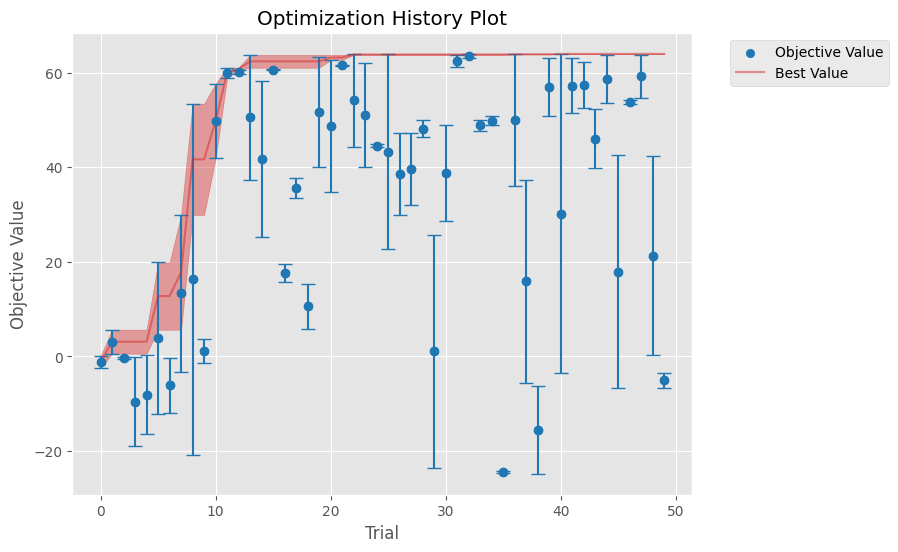 Optimization History Plot
Objective Value
Best Value
Objective Value
60
40
20
0
−20
0 10 20 30 40 50
Trial